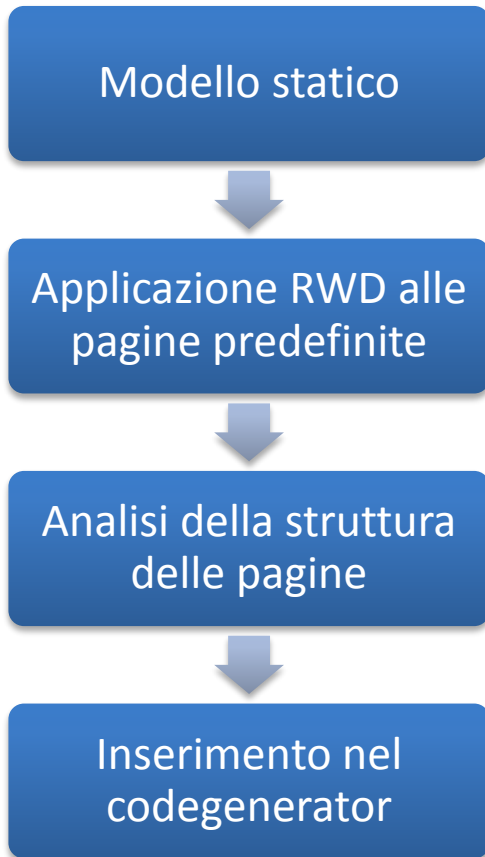 Modello statico
Applicazione RWD alle
pagine predefinite
Analisi della struttura
delle pagine
Inserimento nel
codegenerator